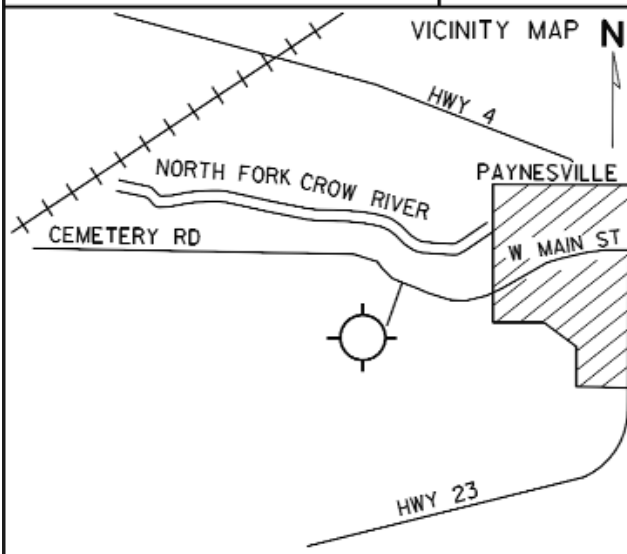 VICINITY MAP N
HWY 4
PAYNESVILLE
NORTH FORK CROW RIVER
CEMETERY RD
W MAIN ST
HWY 23